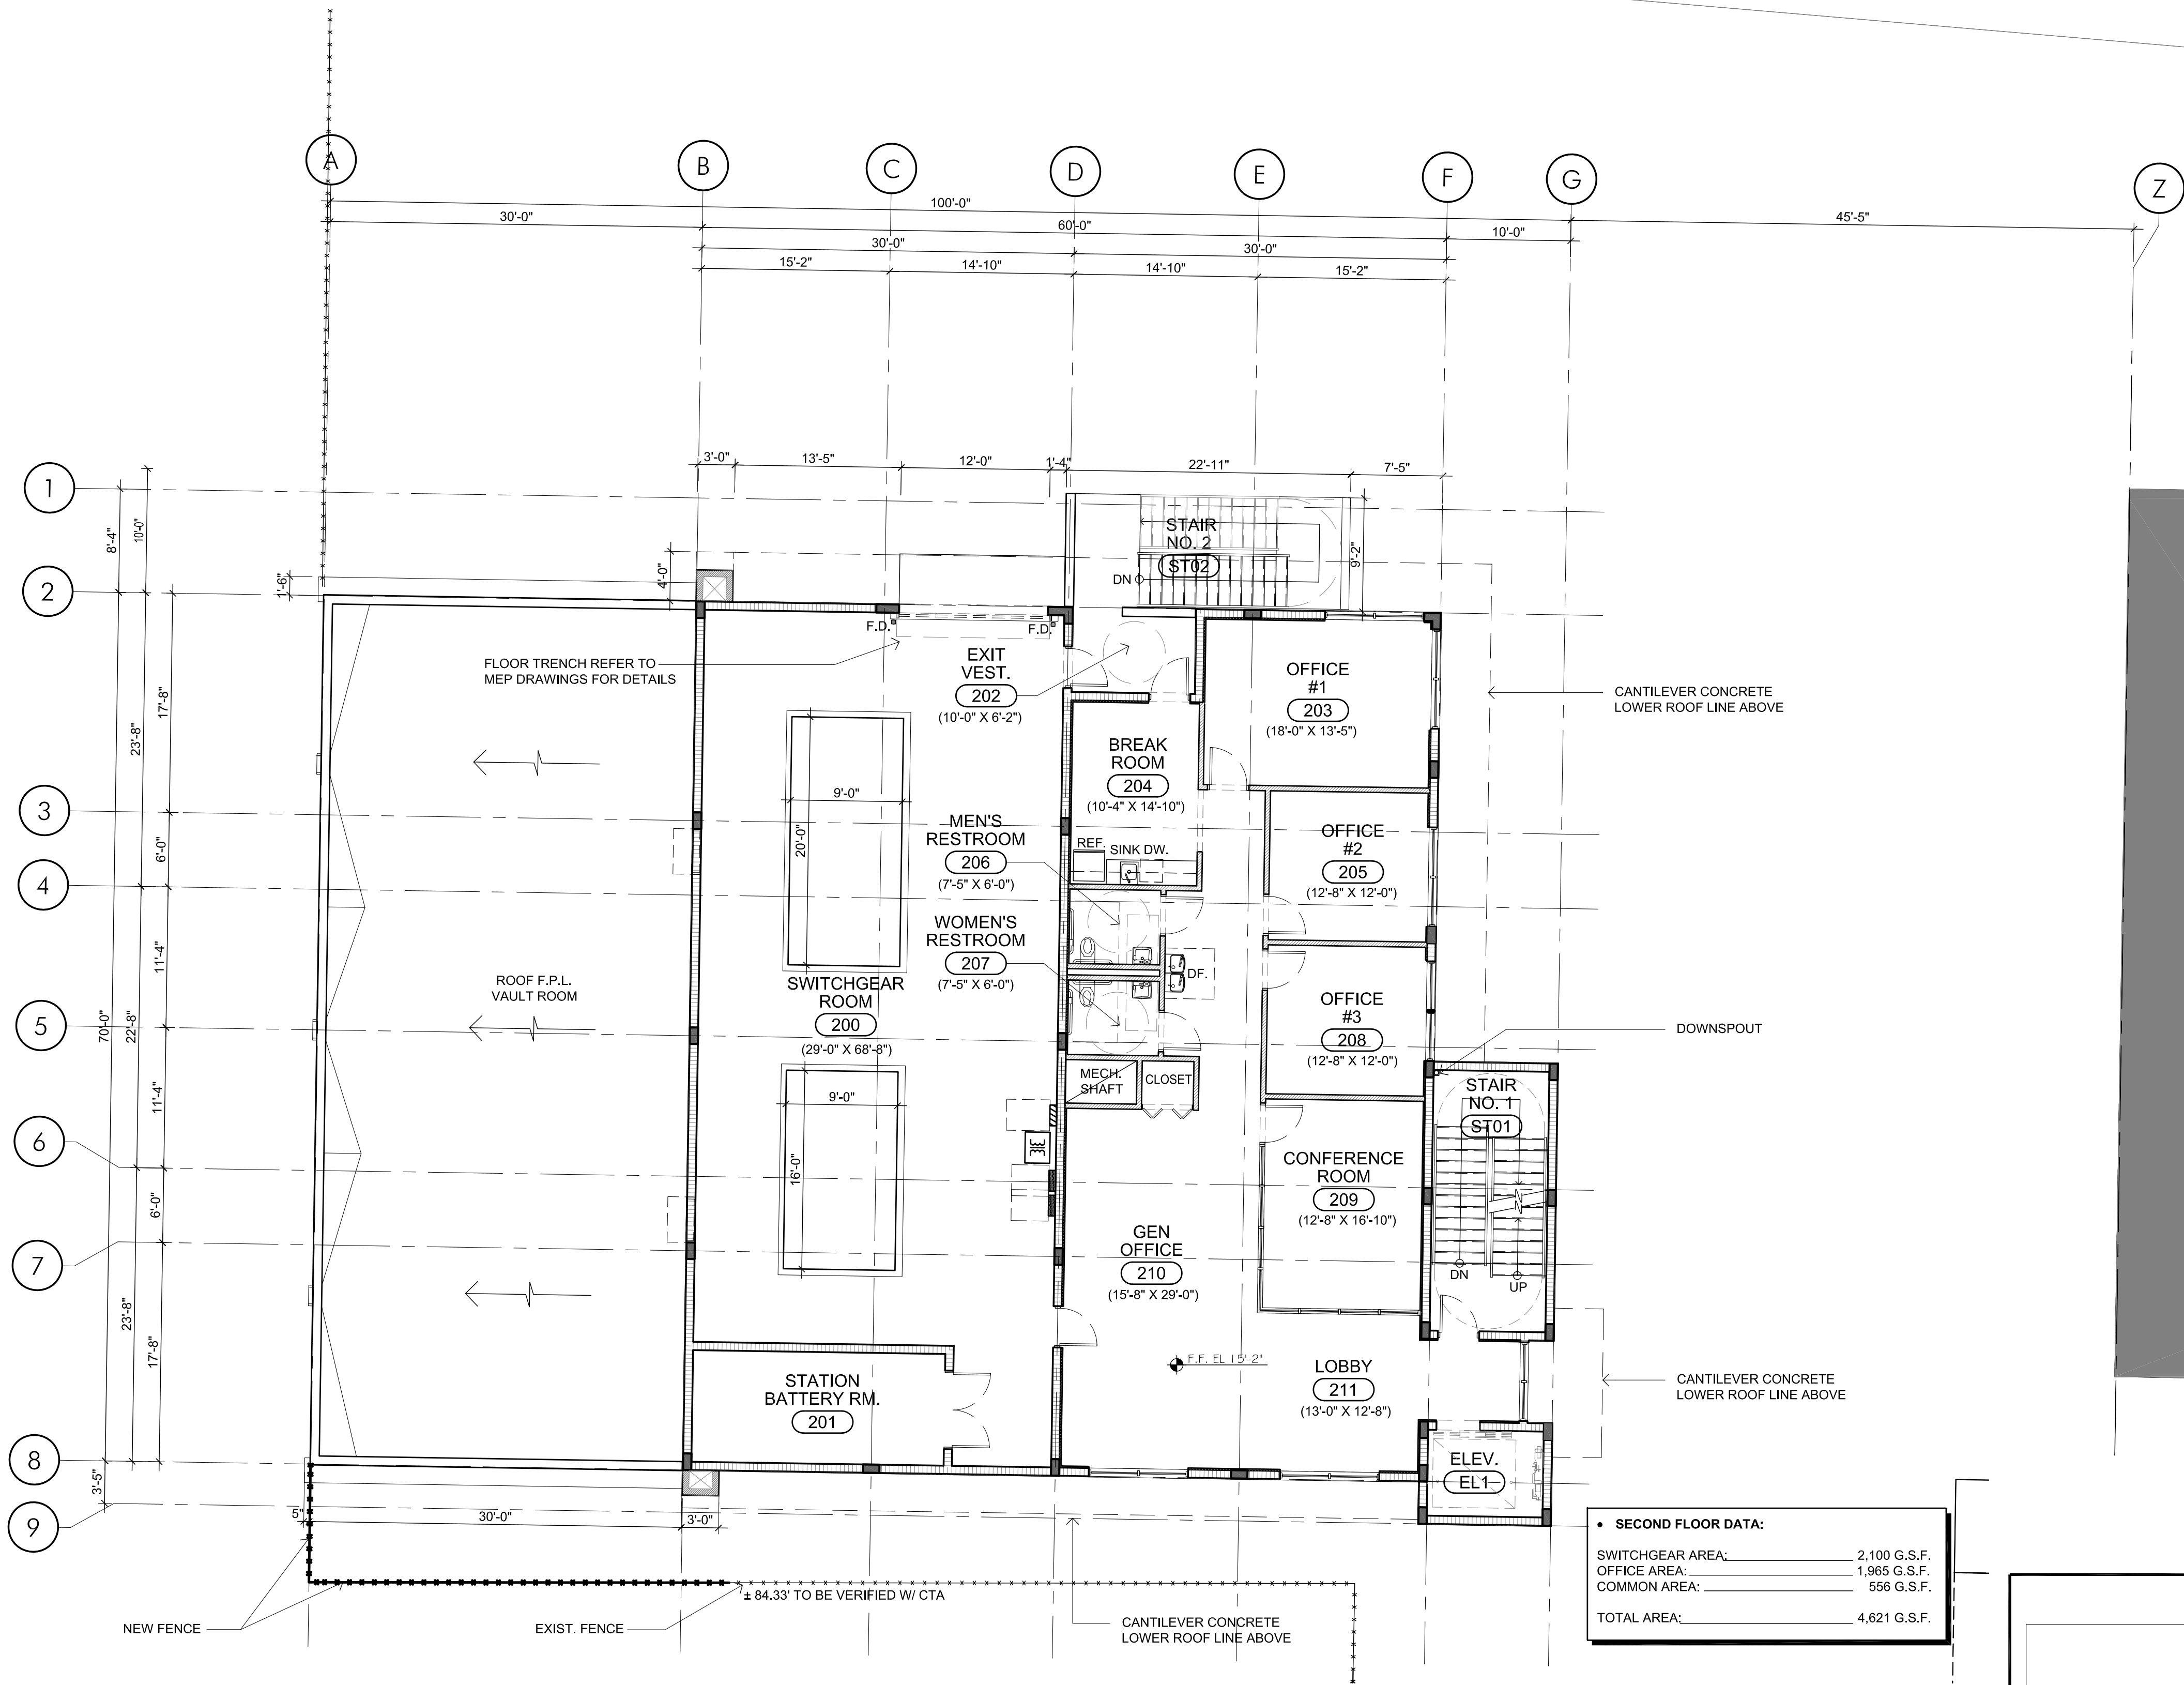 A
B
C
D
E
F
G
Z
100'-0"
45'-5"
30'-0"
60'-0"
10'-0"
30'-0"
30'-0"
15'-2"
14'-10"
14'-10"
15'-2"
3'-0"
13'-5"
12'-0"
1'-4"
22'-11"
7'-5"
1
2
3
4
5
6
7
8
9
8'-4"
10'-0"
1'-6"
4'-0"
9'-2"
17'-8"
23'-8"
6'-0"
11'-4"
70'-0"
22'-8"
11'-4"
6'-0"
23'-8"
17'-8"
3'-5"
STAIR
NO. 2
ST02
DN
F.D.
F.D.
FLOOR TRENCH REFER TO
MEP DRAWINGS FOR DETAILS
EXIT
VEST.
202
(10'-0" X 6'-2")
OFFICE
#1
203
(18'-0" X 13'-5")
CANTILEVER CONCRETE
LOWER ROOF LINE ABOVE
BREAK
ROOM
204
(10'-4" X 14'-10")
9'-0"
20'-0"
MEN'S
RESTROOM
206
(7'-5" X 6'-0")
REF.
SINK DW.
OFFICE
#2
205
(12'-8" X 12'-0")
WOMEN'S
RESTROOM
207
(7'-5" X 6'-0")
DF.
ROOF F.P.L.
VAULT ROOM
SWITCHGEAR
ROOM
200
(29'-0" X 68'-8")
OFFICE
#3
208
(12'-8" X 12'-0")
DOWNSPOUT
MECH.
SHAFT
CLOSET
STAIR
NO. 1
ST01
9'-0"
16'-0"
CONFERENCE
ROOM
209
(12'-8" X 16'-10")
GEN
OFFICE
210
(15'-8" X 29'-0")
DN
UP
F.F. EL 15'-2"
LOBBY
211
(13'-0" X 12'-8")
CANTILEVER CONCRETE
LOWER ROOF LINE ABOVE
STATION
BATTERY RM.
201
ELEV.
EL1
5"
30'-0"
3'-0"
± 84.33' TO BE VERIFIED W/ CTA
NEW FENCE
EXIST. FENCE
CANTILEVER CONCRETE
LOWER ROOF LINE ABOVE
• SECOND FLOOR DATA:
SWITCHGEAR AREA: 2,100 G.S.F.
OFFICE AREA: 1,965 G.S.F.
COMMON AREA: 556 G.S.F.
TOTAL AREA: 4,621 G.S.F.